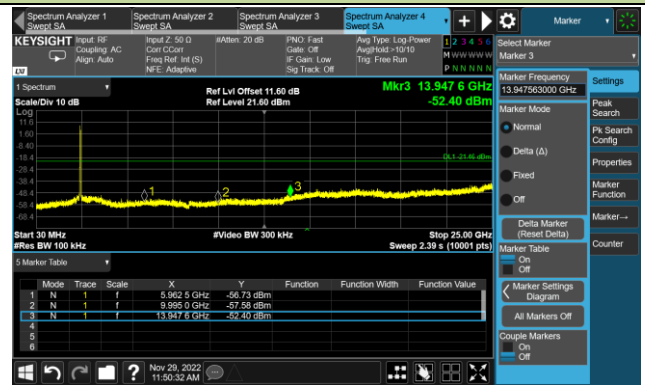 Spectrum Analyzer 1
Swept SA
Spectrum Analyzer 2
Swept SA
Spectrum Analyzer 3
Swept SA
Spectrum Analyzer 4
Swept SA
+
Marker
KEYSIGHT
LXI
Input: RF
Coupling: AC
Align: Auto
Input Z: 50 Ω
Corr CCorr
Freq Ref: Int (S)
NFE: Adaptive
#Atten: 20 dB
PNO: Fast
Gate: Off
IF Gain: Low
Sig Track: Off
Avg Type: Log-Power
Avg|Hold:>10/10
Trig: Free Run
1 2 3 4 5 6
M W W W W W
P N N N N N
Select Marker
Marker 3
1 Spectrum
Scale/Div 10 dB
Log
Ref Lvl Offset 11.60 dB
Ref Level 21.60 dBm
Mkr3 13.947 6 GHz
-52.40 dBm
11.6
1.60
-8.40
-18.4
-28.4
-38.4
-48.4
-58.4
-68.4
DL1 -21.46 dBm
1
2
3
Start 30 MHz
#Res BW 100 kHz
#Video BW 300 kHz
Stop 25.00 GHz
Sweep 2.39 s (10001 pts)
5 Marker Table
Mode Trace Scale X Y Function Function Width Function Value
1 N 1 f 5.962 5 GHz -56.73 dBm
2 N 1 f 9.995 0 GHz -57.58 dBm
3 N 1 f 13.947 6 GHz -52.40 dBm
4
5
6
Marker Frequency
13.947563000 GHz
Marker Mode
Normal
Delta (Δ)
Fixed
Off
Delta Marker
(Reset Delta)
Marker Table
On
Off
Marker Settings
Diagram
All Markers Off
Couple Markers
On
Off
Settings
Peak
Search
Pk Search
Config
Properties
Marker
Function
Marker→
Counter
?
Nov 29, 2022
11:50:32 AM